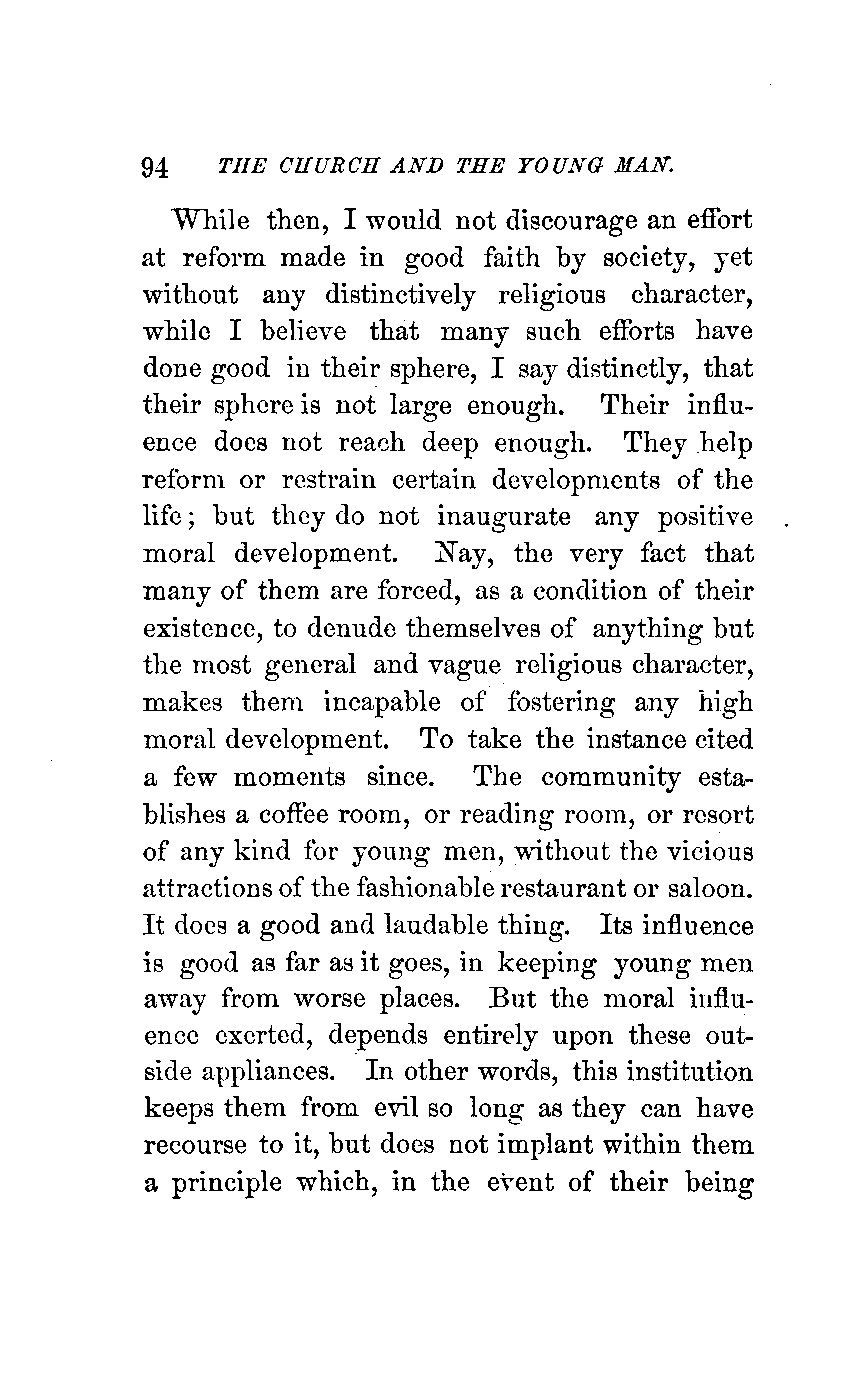 94 THE CHURCH AND THE YOUNG MAN.
While then, I would not discourage an effort
at reform made in good faith by society, yet
without any distinctively religious character,
while I believe that many such efforts have
done good in their sphere, I say distinctly, that
their sphere is not large enough. Their influ-
ence does not reach deep enough. They help
reform or restrain certain developments of the
life; but they do not inaugurate any positive
moral development. Nay, the very fact that
many of them are forced, as a condition of their
existence, to denude themselves of anything but
the most general and vague religious character,
makes them incapable of fostering any high
moral development. To take the instance cited
a few moments since. The community esta-
blishes a coffee room, or reading room, or resort
of any kind for young men, without the vicious
attractions of the fashionable restaurant or saloon.
It does a good and laudable thing. Its influence
is good as far as it goes, in keeping young men
away from worse places. But the moral influ-
ence exerted, depends entirely upon these out-
side appliances. In other words, this institution
keeps them from evil so long as they can have
recourse to it, but does not implant within them
a principle which, in the event of their being